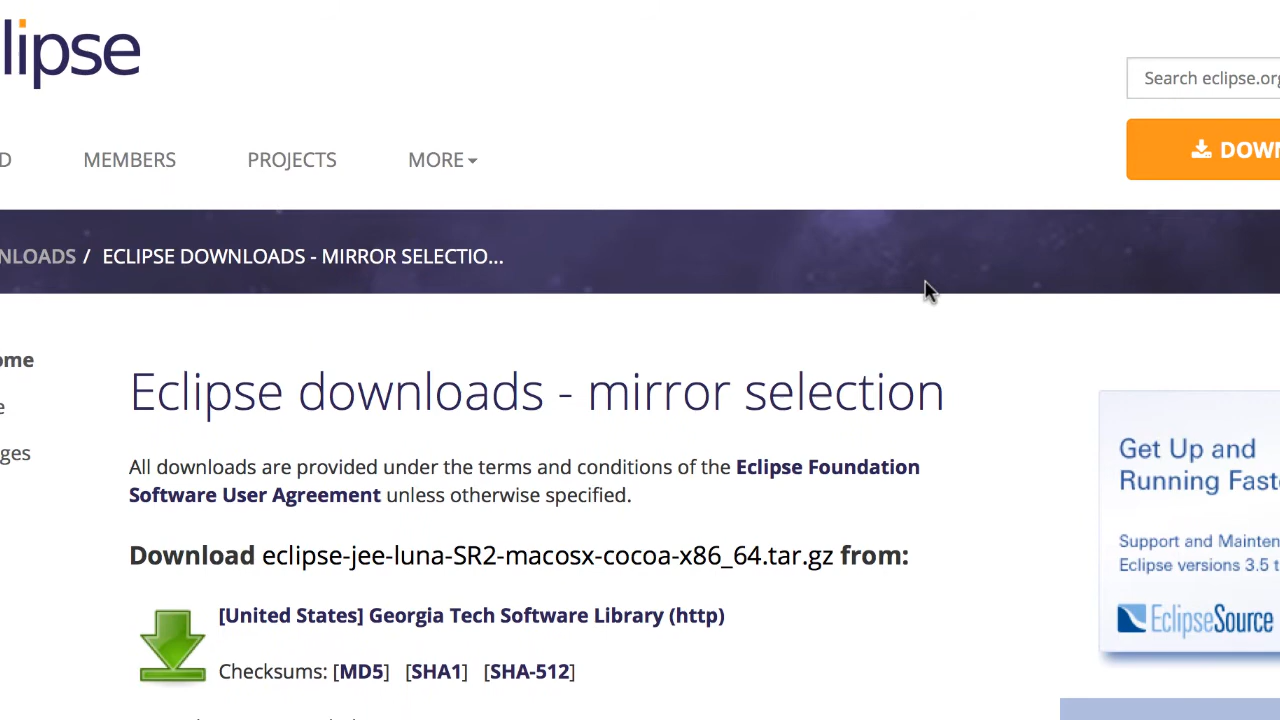 lipse
Search eclipse.org
D MEMBERS PROJECTS MORE
DOWN
NLOADS / ECLIPSE DOWNLOADS - MIRROR SELECTIO...
ome
e
ges
Eclipse downloads - mirror selection
All downloads are provided under the terms and conditions of the Eclipse Foundation
Software User Agreement unless otherwise specified.
Download eclipse-jee-luna-SR2-macosx-cocoa-x86_64.tar.gz from:
[United States] Georgia Tech Software Library (http)
Checksums: [MD5] [SHA1] [SHA-512]
Get Up and
Running Fast
Support and Mainten
Eclipse versions 3.5 t
EclipseSource